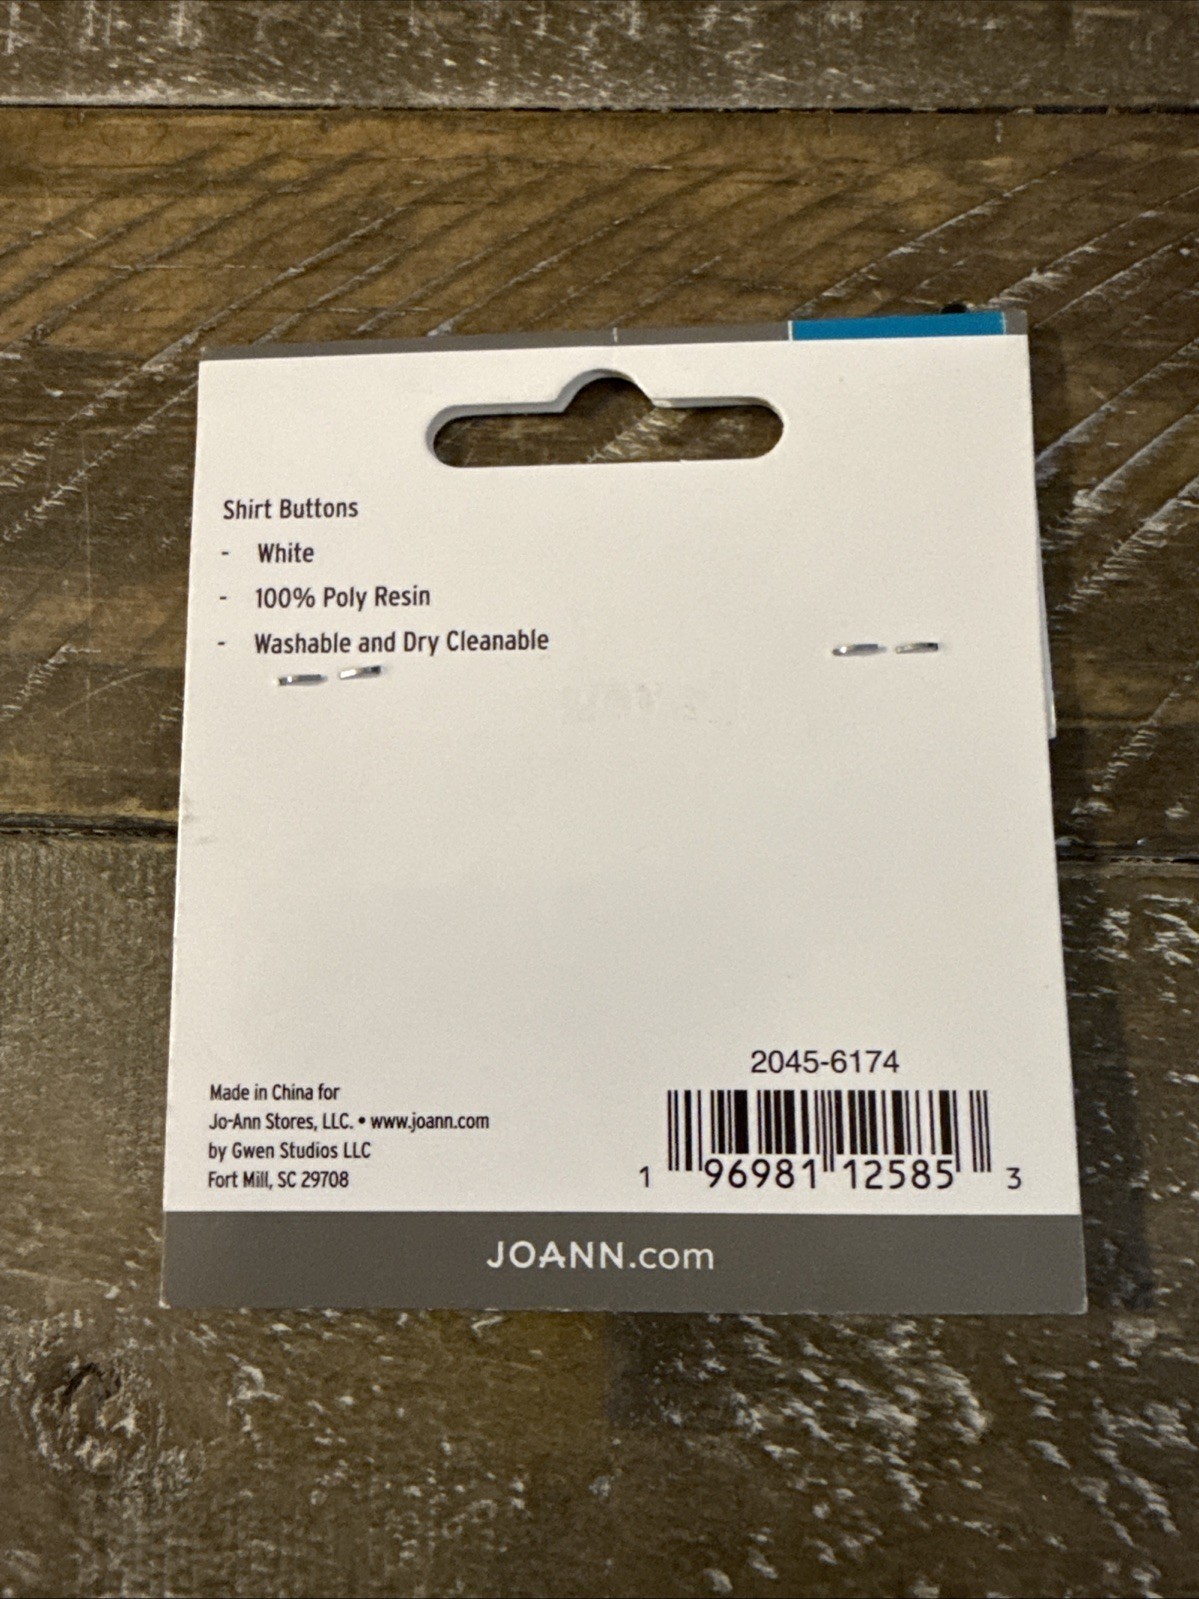 Shirt Buttons
- White
- 100% Poly Resin
- Washable and Dry Cleanable
2045-6174
Made in China for
Jo-Ann Stores, LLC. • www.joann.com
by Gwen Studios LLC
Fort Mill, SC 29708
1 96981 12585 3
JOANN.com